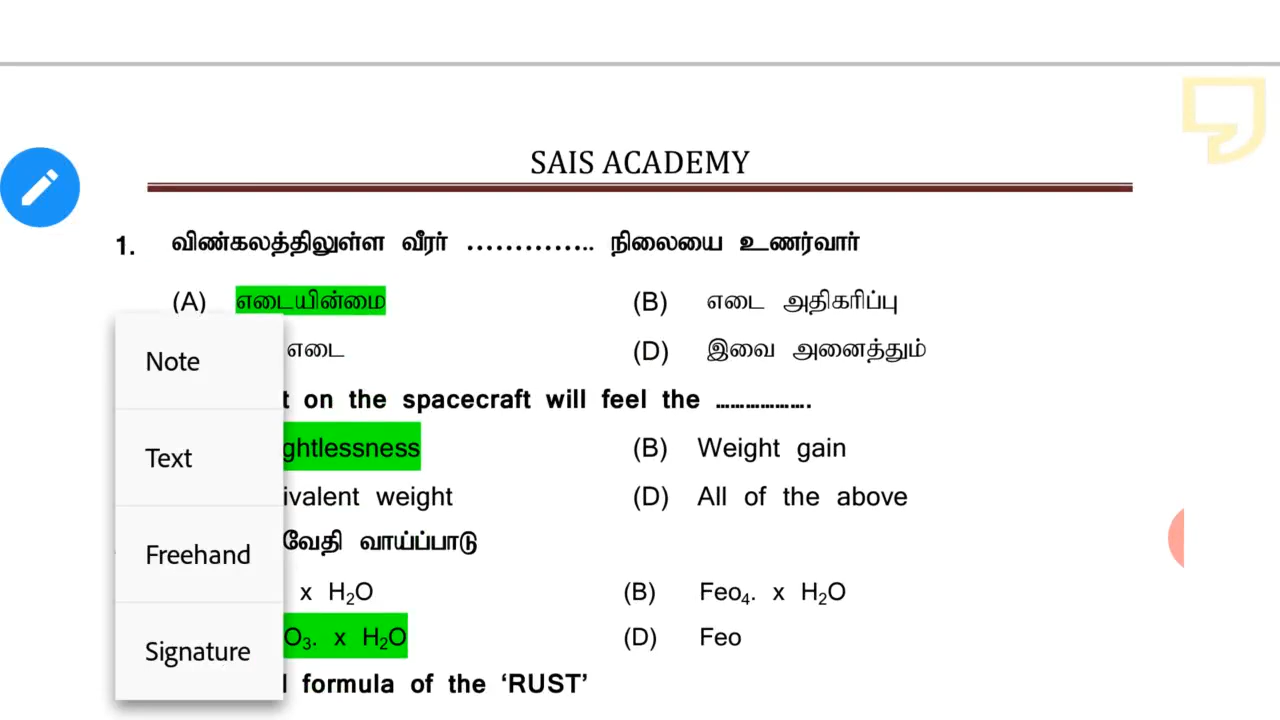 SAIS ACADEMY
1. விண்கலத்திலுள்ள வீரர் ………….. நிலையை உணர்வார்
(A) எடையின்மை (B) எடை அதிகரிப்பு
எடை (D) இவை அனைத்தும்
Note
t on the spacecraft will feel the ……………….
ghtlessness (B) Weight gain
Text
ivalent weight (D) All of the above
வேதி வாய்ப்பாடு
Freehand
x H₂O (B) Feo₄. x H₂O
O₃. x H₂O (D) Feo
Signature
l formula of the ‘RUST’